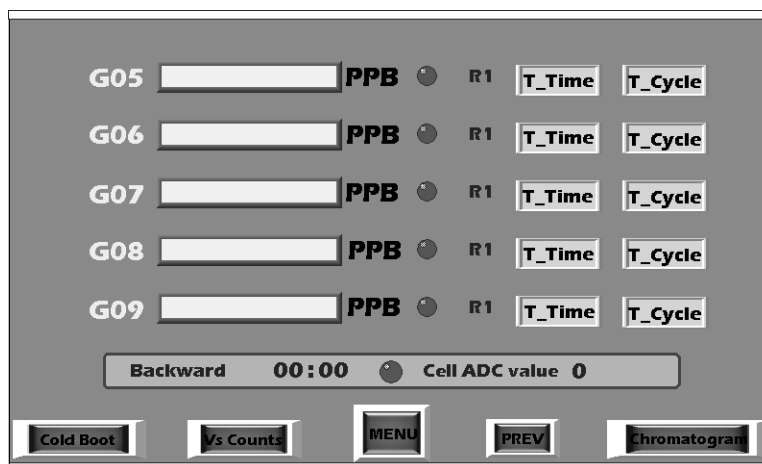 G05 PPB R1 T_Time T_Cycle
G06 PPB R1 T_Time T_Cycle
G07 PPB R1 T_Time T_Cycle
G08 PPB R1 T_Time T_Cycle
G09 PPB R1 T_Time T_Cycle
Backward 00:00 Cell ADC value 0
Cold Boot Vs Counts MENU PREV Chromatogram